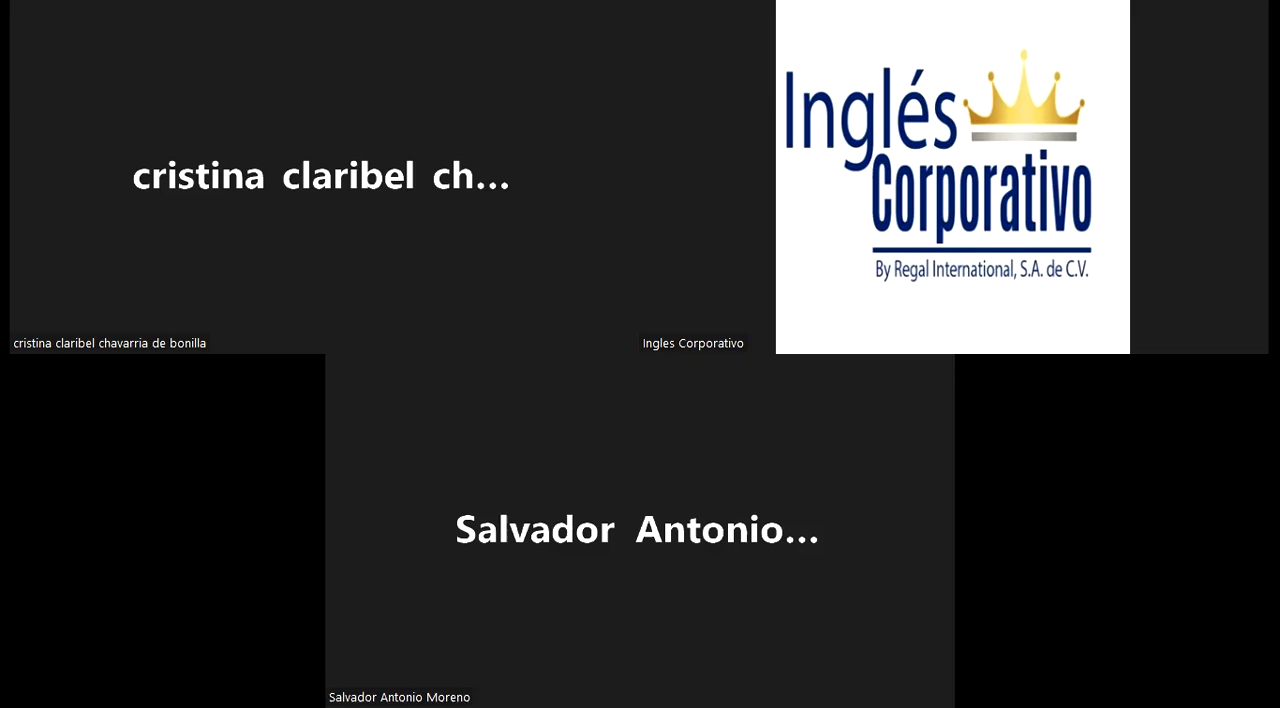 cristina claribel ch...
cristina claribel chavarria de bonilla
Inglés
Corporativo
By Regal International, S.A. de C.V.
Ingles Corporativo
Salvador Antonio...
Salvador Antonio Moreno